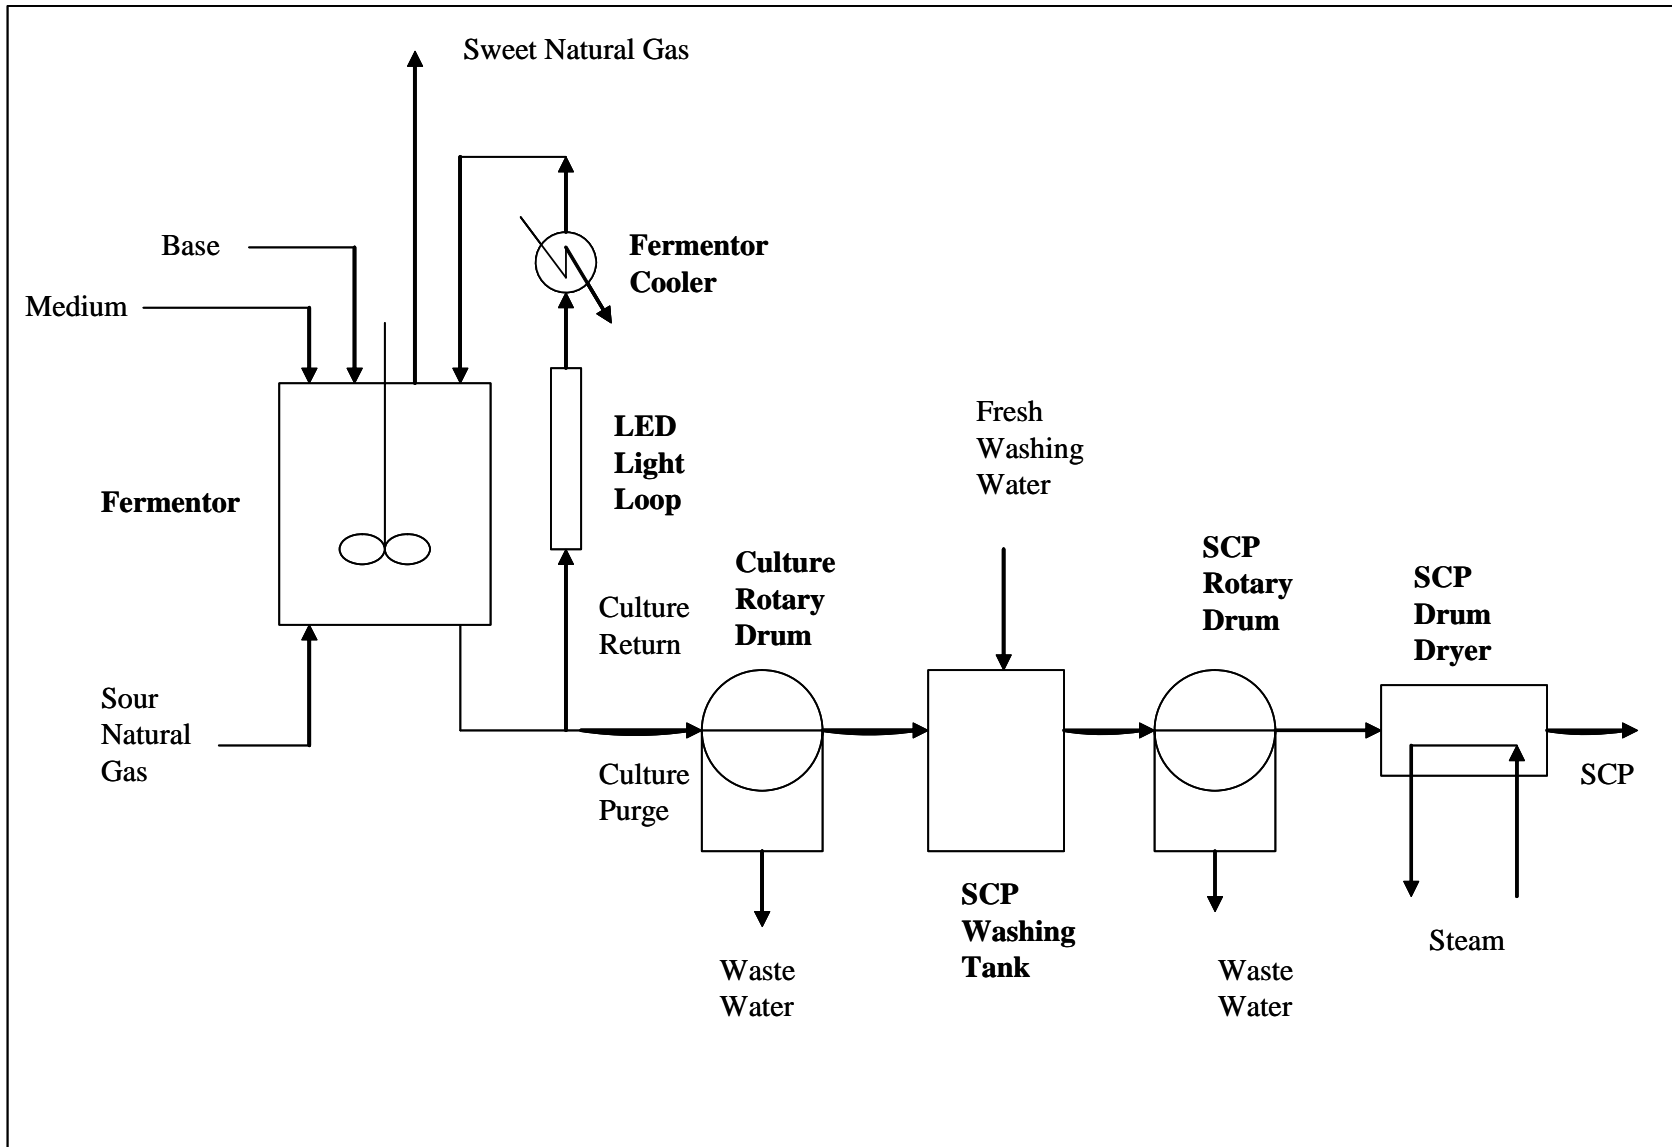 Sweet Natural Gas
Base
Medium
Fermentor
Cooler
Fermentor
LED
Light
Loop
Fresh
Washing
Water
Sour
Natural
Gas
Culture
Return
Culture
Purge
Culture
Rotary
Drum
SCP
Rotary
Drum
SCP
Drum
Dryer
SCP
SCP
Washing
Tank
Waste
Water
Waste
Water
Steam